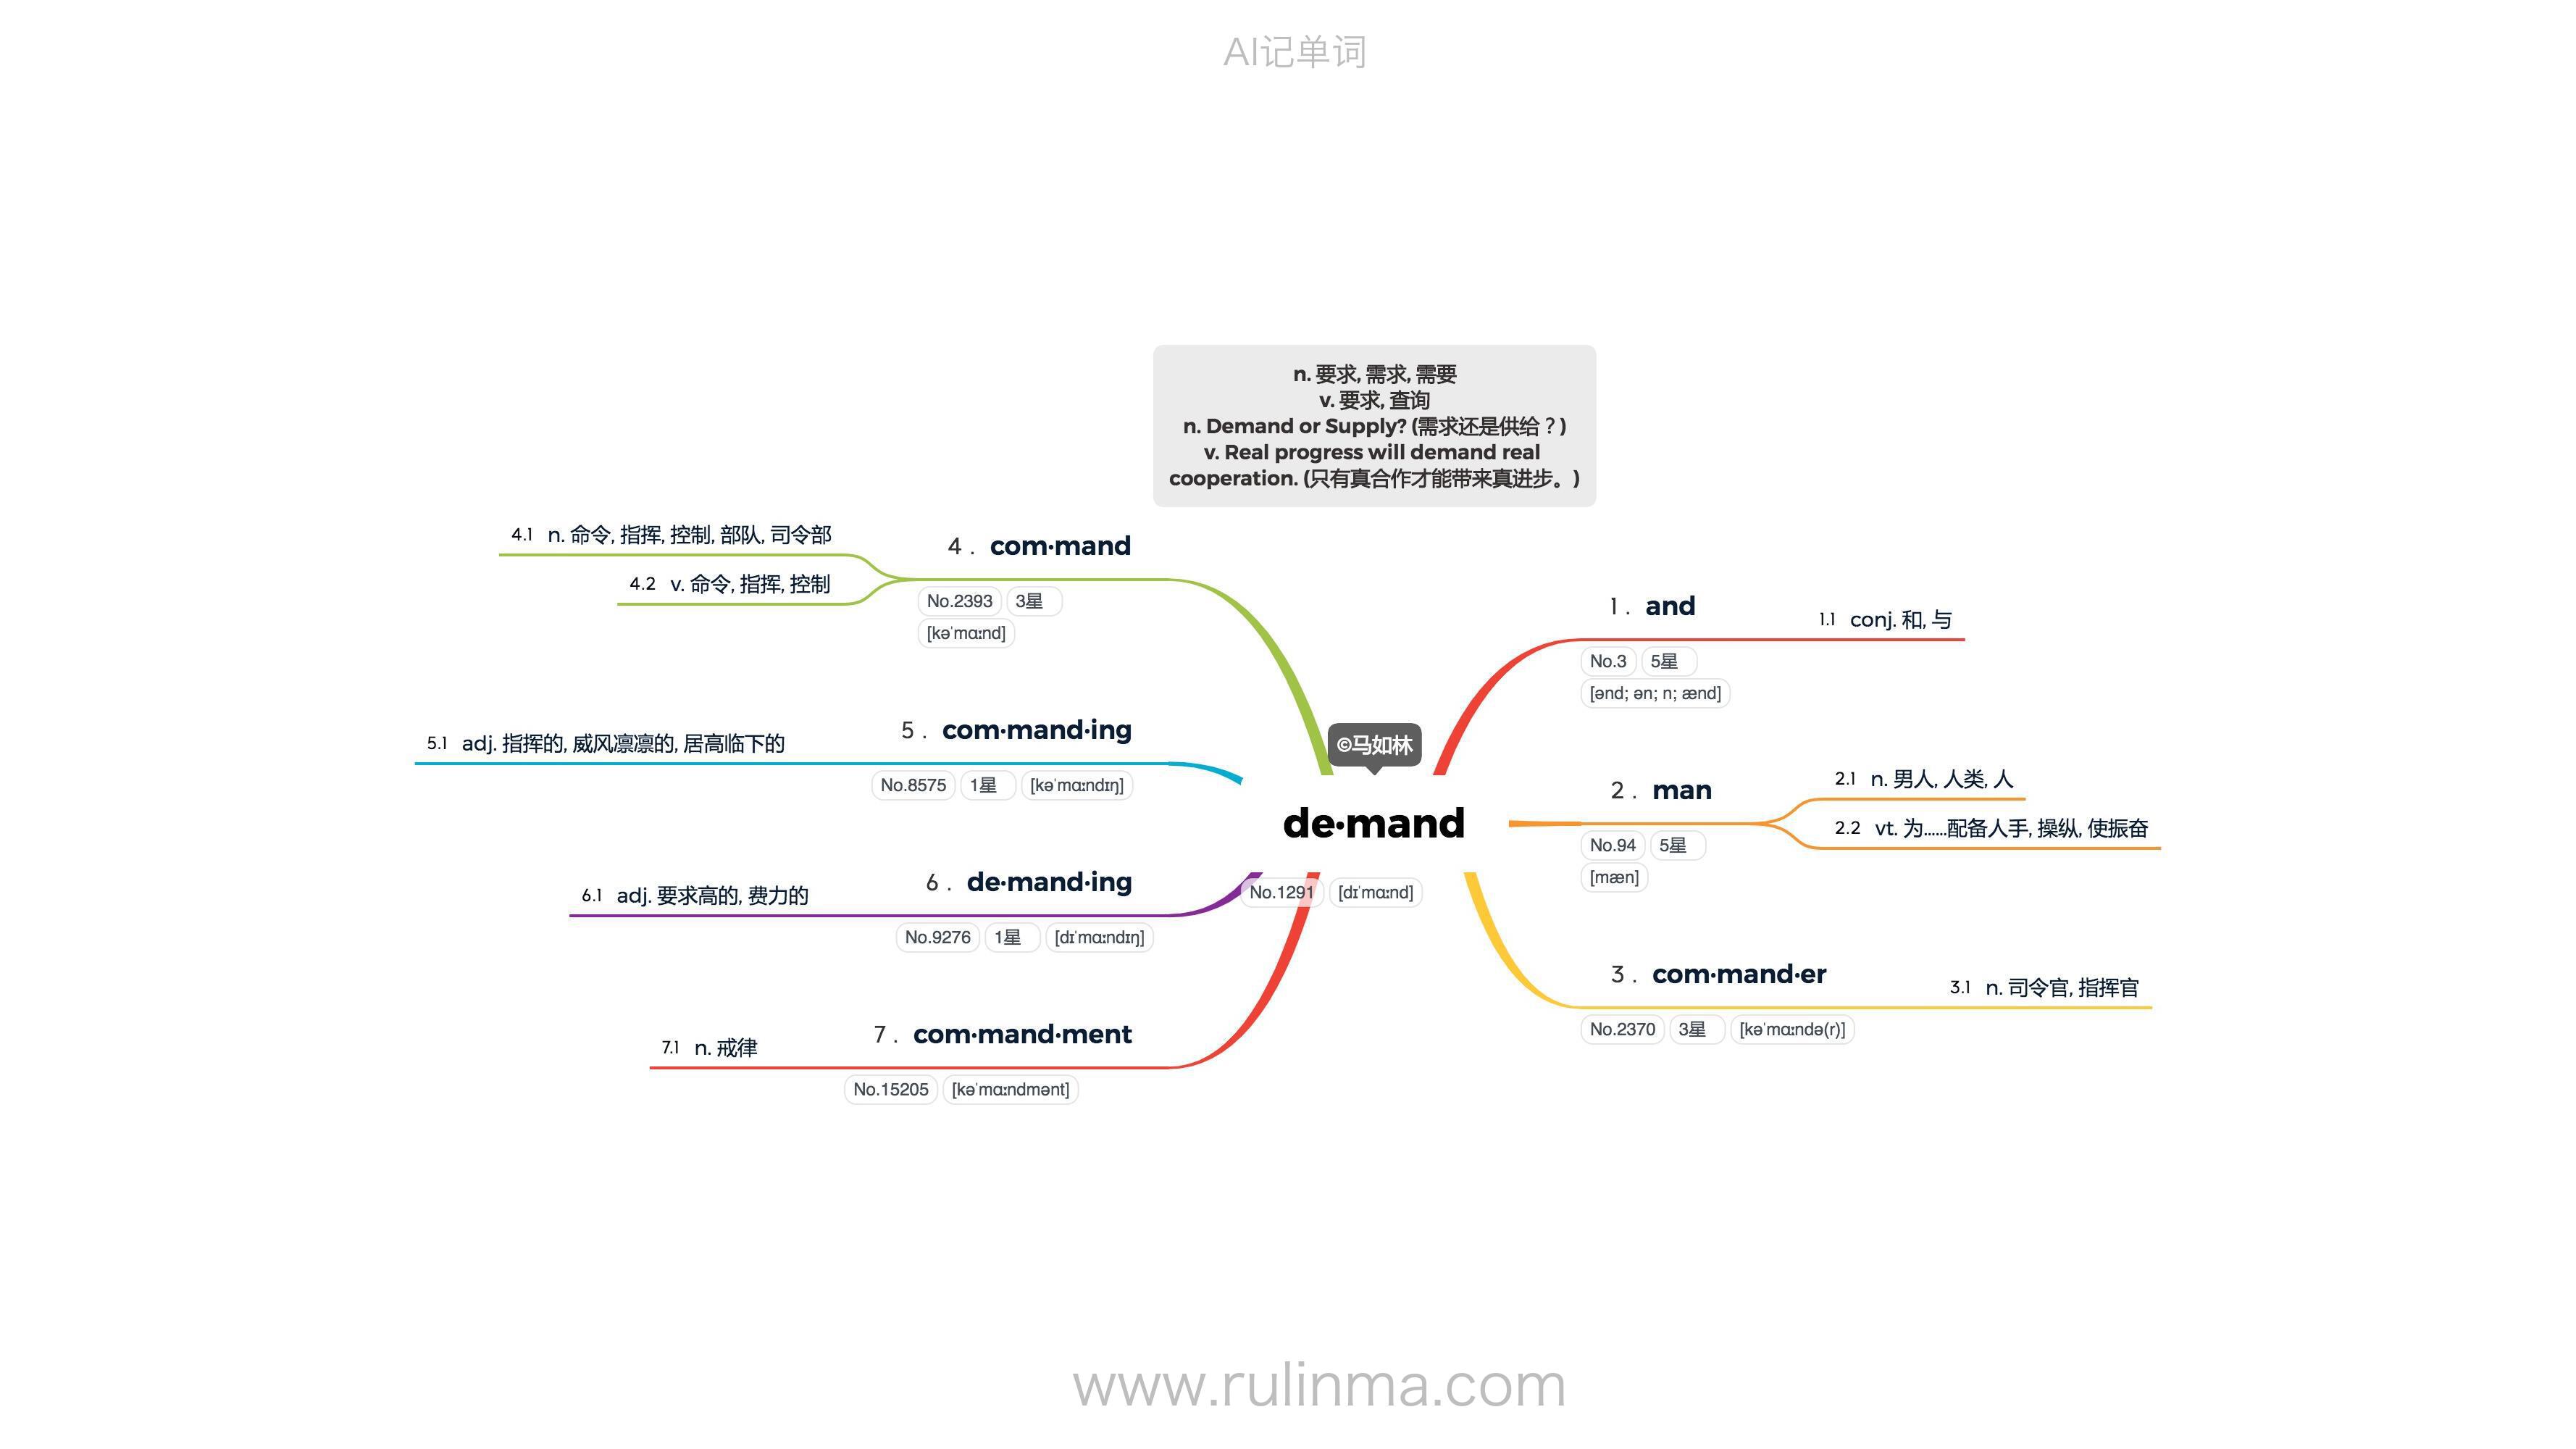 AI记单词
n. 要求, 需求, 需要
v. 要求, 查询
n. Demand or Supply? (需求还是供给？)
v. Real progress will demand real
cooperation. (只有真合作才能带来真进步。)
©马如林
de·mand
No.1291 [dɪˈmɑːnd]
1 . and
No.3 5星
[ənd; ən; n; ænd]
1.1 conj. 和, 与
2 . man
No.94 5星
[mæn]
2.1 n. 男人, 人类, 人
2.2 vt. 为……配备人手, 操纵, 使振奋
3 . com·mand·er
No.2370 3星 [kəˈmɑːndə(r)]
3.1 n. 司令官, 指挥官
4 . com·mand
No.2393 3星
[kəˈmɑːnd]
4.1 n. 命令, 指挥, 控制, 部队, 司令部
4.2 v. 命令, 指挥, 控制
5 . com·mand·ing
No.8575 1星 [kəˈmɑːndɪŋ]
5.1 adj. 指挥的, 威风凛凛的, 居高临下的
6 . de·mand·ing
No.9276 1星 [dɪˈmɑːndɪŋ]
6.1 adj. 要求高的, 费力的
7 . com·mand·ment
No.15205 [kəˈmɑːndmənt]
7.1 n. 戒律
www.rulinma.com